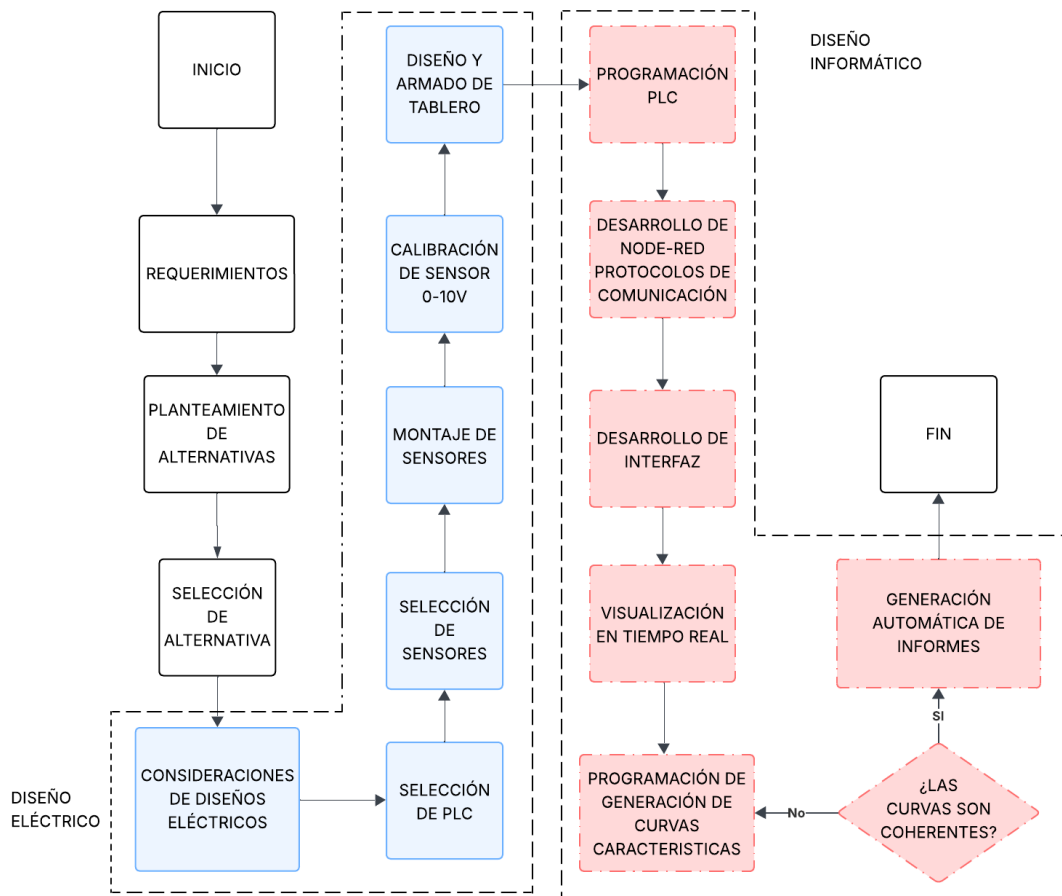 INICIO
REQUERIMIENTOS
PLANTEAMIENTO
DE
ALTERNATIVAS
SELECCIÓN
DE
ALTERNATIVA
DISEÑO
ELÉCTRICO
CONSIDERACIONES
DE DISEÑOS
ELÉCTRICOS
SELECCIÓN
DE PLC
SELECCIÓN
DE
SENSORES
MONTAJE DE
SENSORES
CALIBRACIÓN
DE SENSOR
0-10V
DISEÑO Y
ARMADO DE
TABLERO
DISEÑO
INFORMÁTICO
PROGRAMACIÓN
PLC
DESARROLLO DE
NODE-RED
PROTOCOLOS DE
COMUNICACIÓN
DESARROLLO DE
INTERFAZ
VISUALIZACIÓN
EN TIEMPO REAL
PROGRAMACIÓN DE
GENERACIÓN DE
CURVAS
CARACTERISTICAS
No
¿LAS
CURVAS SON
COHERENTES?
SI
GENERACIÓN
AUTOMÁTICA DE
INFORMES
FIN